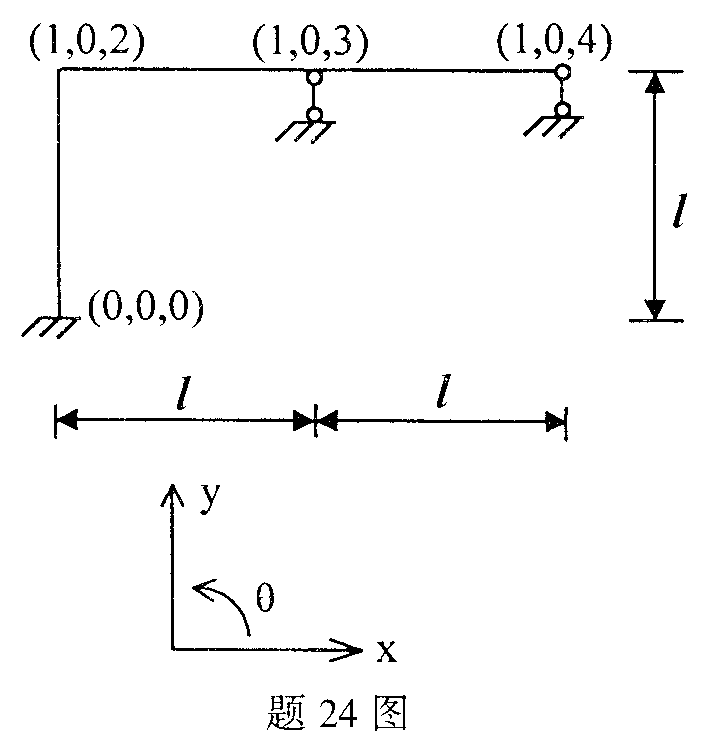 (1,0,2) (1,0,3) (1,0,4)
l
(0,0,0)
l l
y
θ
x
题 24 图